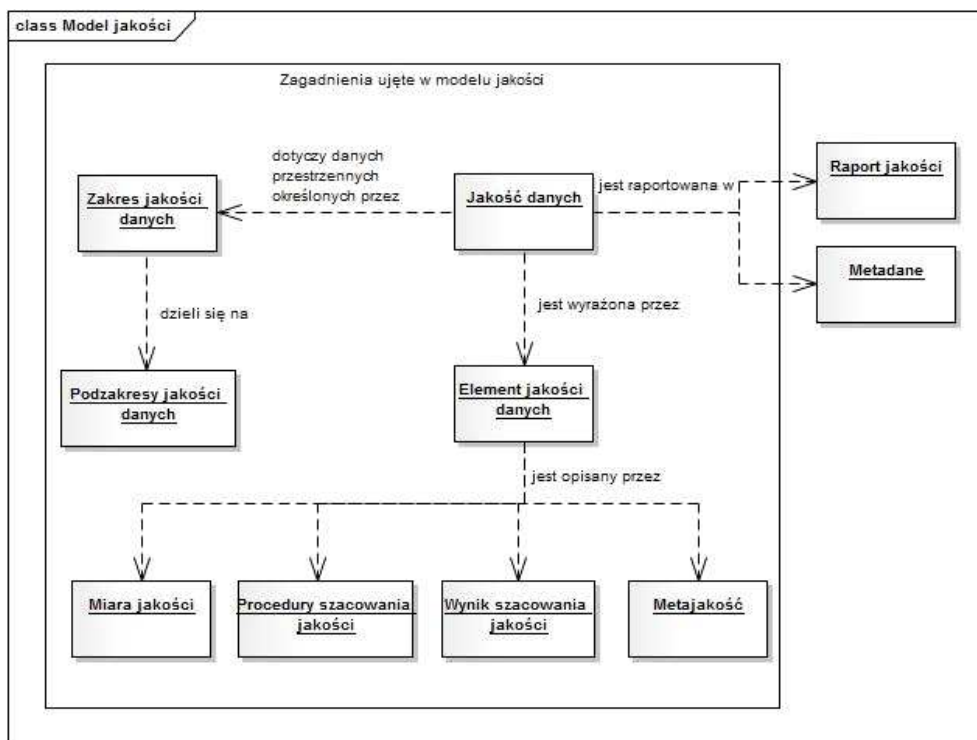 class Model jakości
Zagadnienia ujęte w modelu jakości
dotyczy danych
przestrzennych
określonych przez
Zakres jakości
danych
Jakość danych
jest raportowana w
Raport jakości
Metadane
dzieli się na
jest wyrażona przez
Podzakresy jakości
danych
Element jakości
danych
jest opisany przez
Miara jakości
Procedury szacowania
jakości
Wynik szacowania
jakości
Metajakość